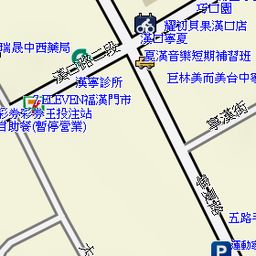 巧口園
耀初貝果漢口店
漢口寧夏
瑞晟中西藥局
漢口路二段
夏漢音樂短期補習班
漢寧診所
巨林美而美台中寧
7-ELEVEN福漢門市
彩券彩券王投注站
自助餐(暫停營業)
寧漢街
五路
運動